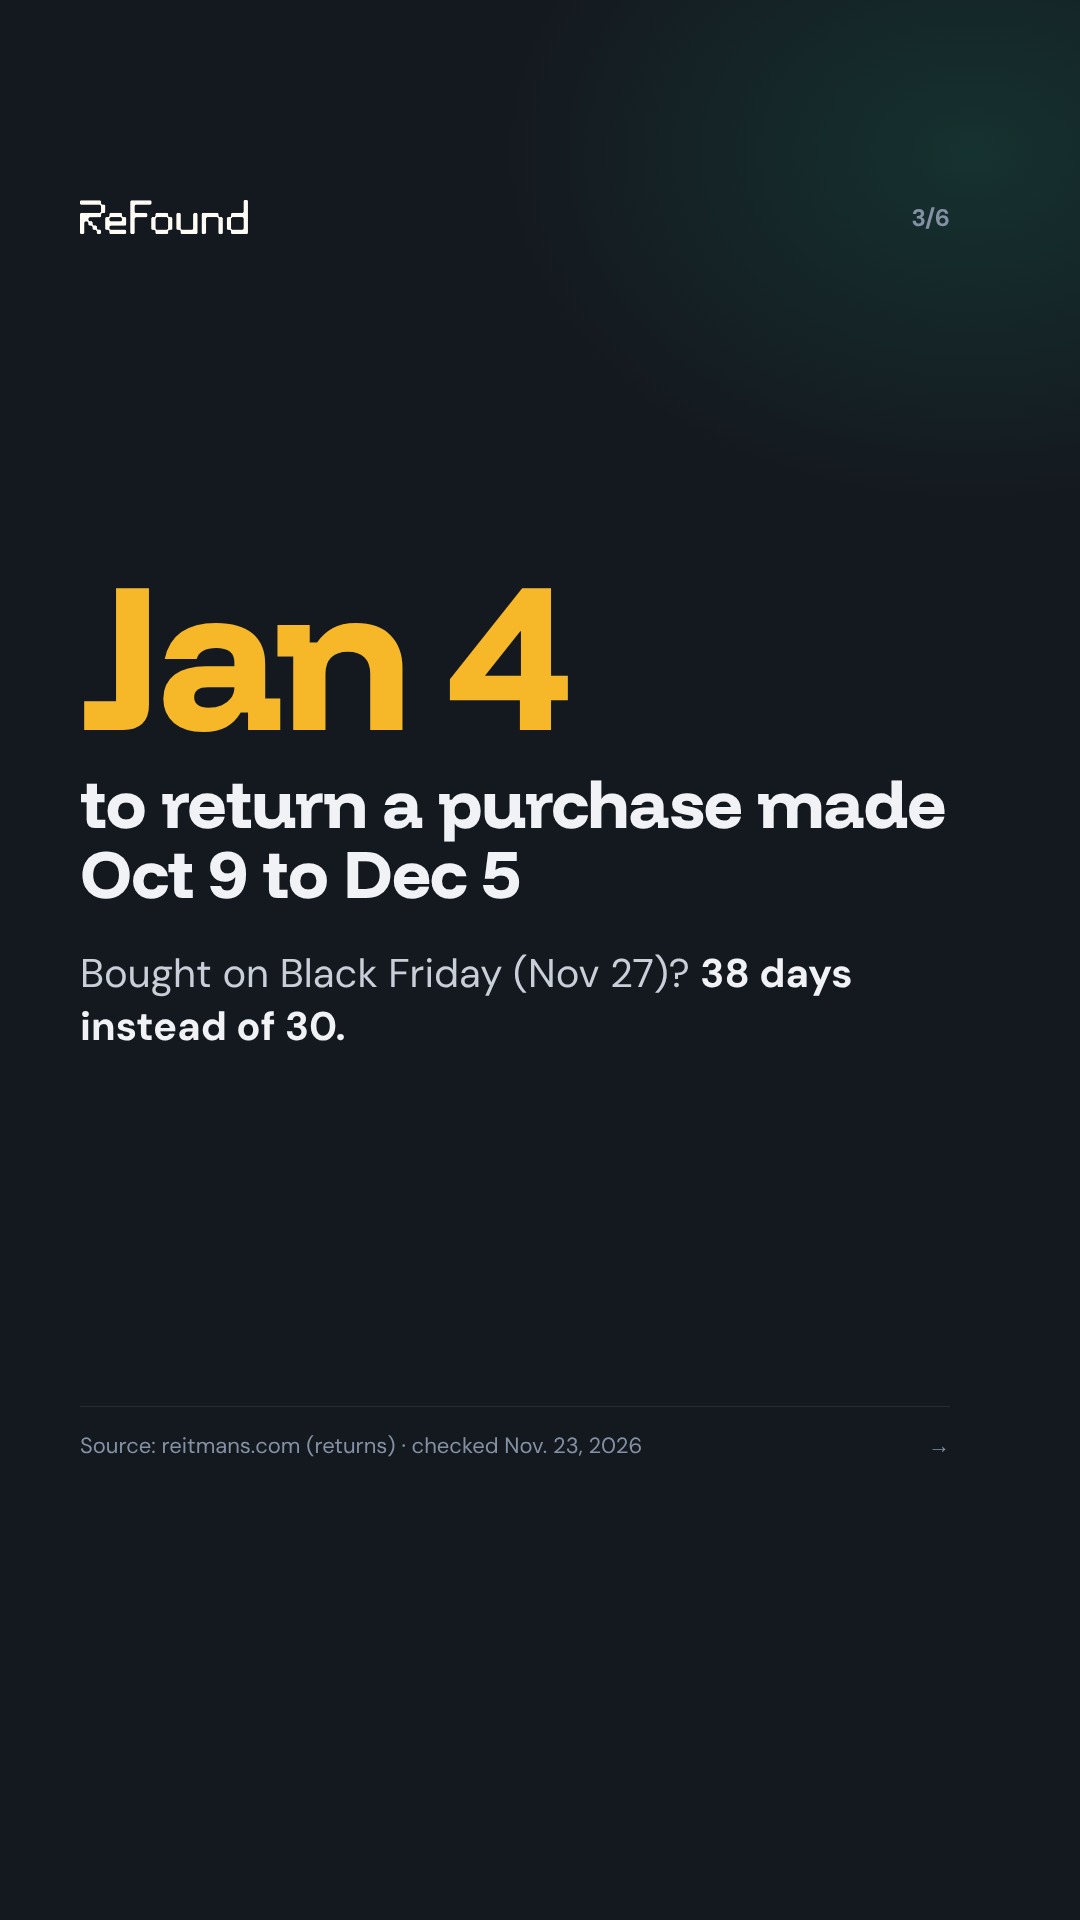 ReFound
3/6
Jan 4
to return a purchase made
Oct 9 to Dec 5
Bought on Black Friday (Nov 27)? 38 days
instead of 30.
Source: reitmans.com (returns) · checked Nov. 23, 2026 →